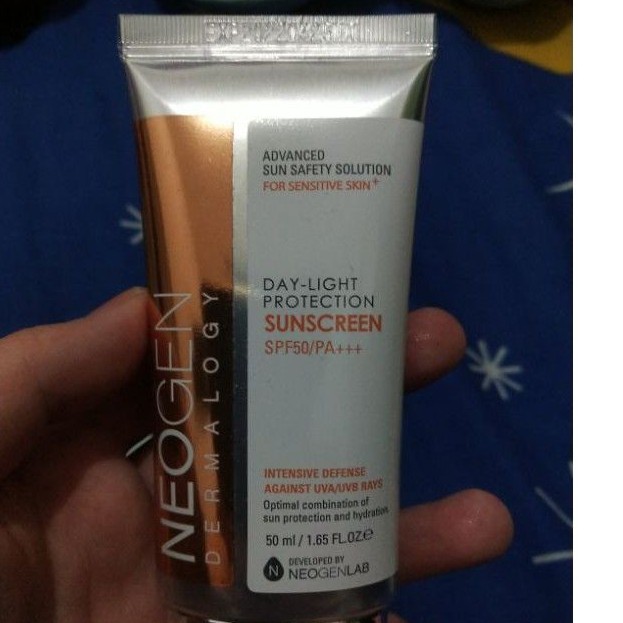 EXP20220425
NEOGEN
DERMALOGY
ADVANCED
SUN SAFETY SOLUTION
FOR SENSITIVE SKIN+
DAY-LIGHT
PROTECTION
SUNSCREEN
SPF50/PA+++
INTENSIVE DEFENSE
AGAINST UVA/UVB RAYS
Optimal combination of
sun protection and hydration.
50 ml / 1.65 FL.OZ.℮
N
DEVELOPED BY
NEOGENLAB